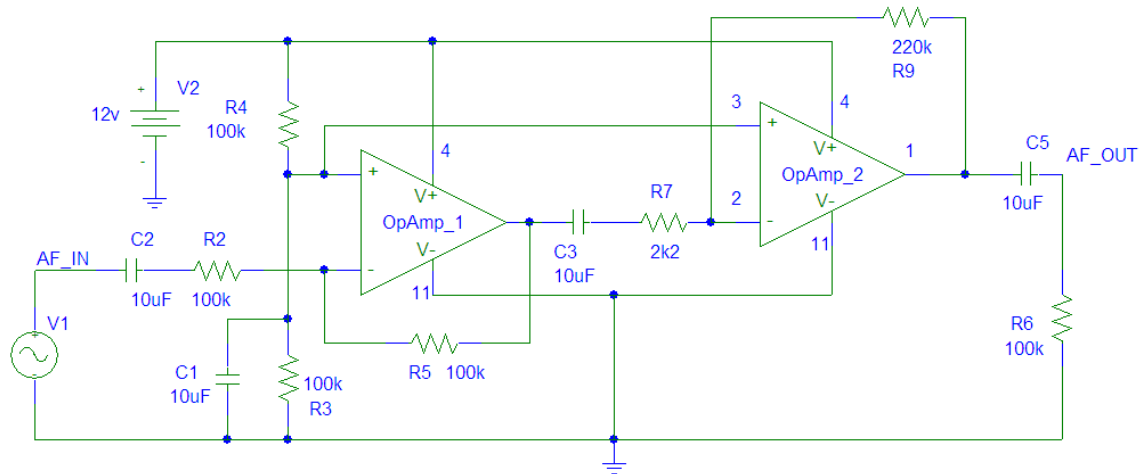 220k
R9
+
V2
12v
-
R4
100k
3
4
+
V+
OpAmp_2
1
C5
AF_OUT
10uF
4
+
V+
OpAmp_1
V-
-
11
R7
2k2
2
-
V-
11
C3
10uF
C2
R2
AF_IN
10uF
100k
V1
+
-
R5
100k
C1
10uF
100k
R3
R6
100k